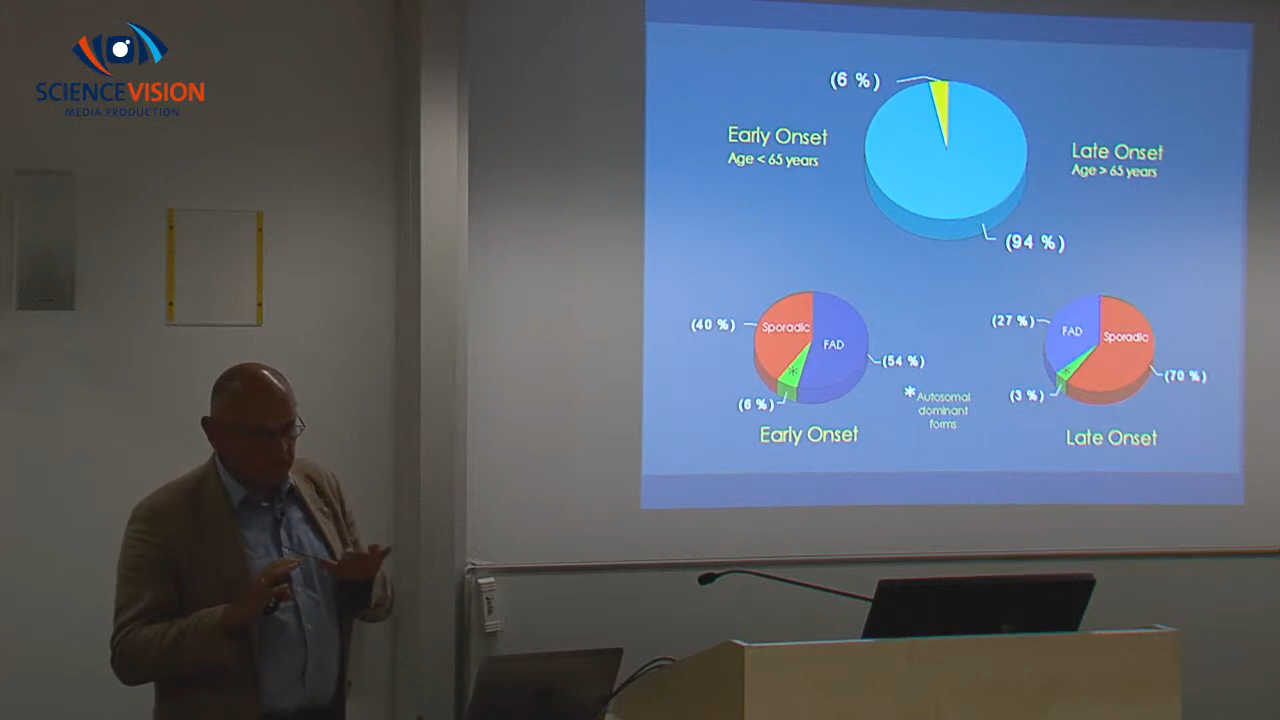 SCIENCEVISION
MEDIA PRODUCTION
(6 %)
Early Onset
Age < 65 years
Late Onset
Age > 65 years
(94 %)
(40 %)
Sporadic
FAD
(54 %)
(6 %)
*
Early Onset
*Autosomal
dominant
forms
(27 %)
FAD
Sporadic
(70 %)
(3 %)
*
Late Onset